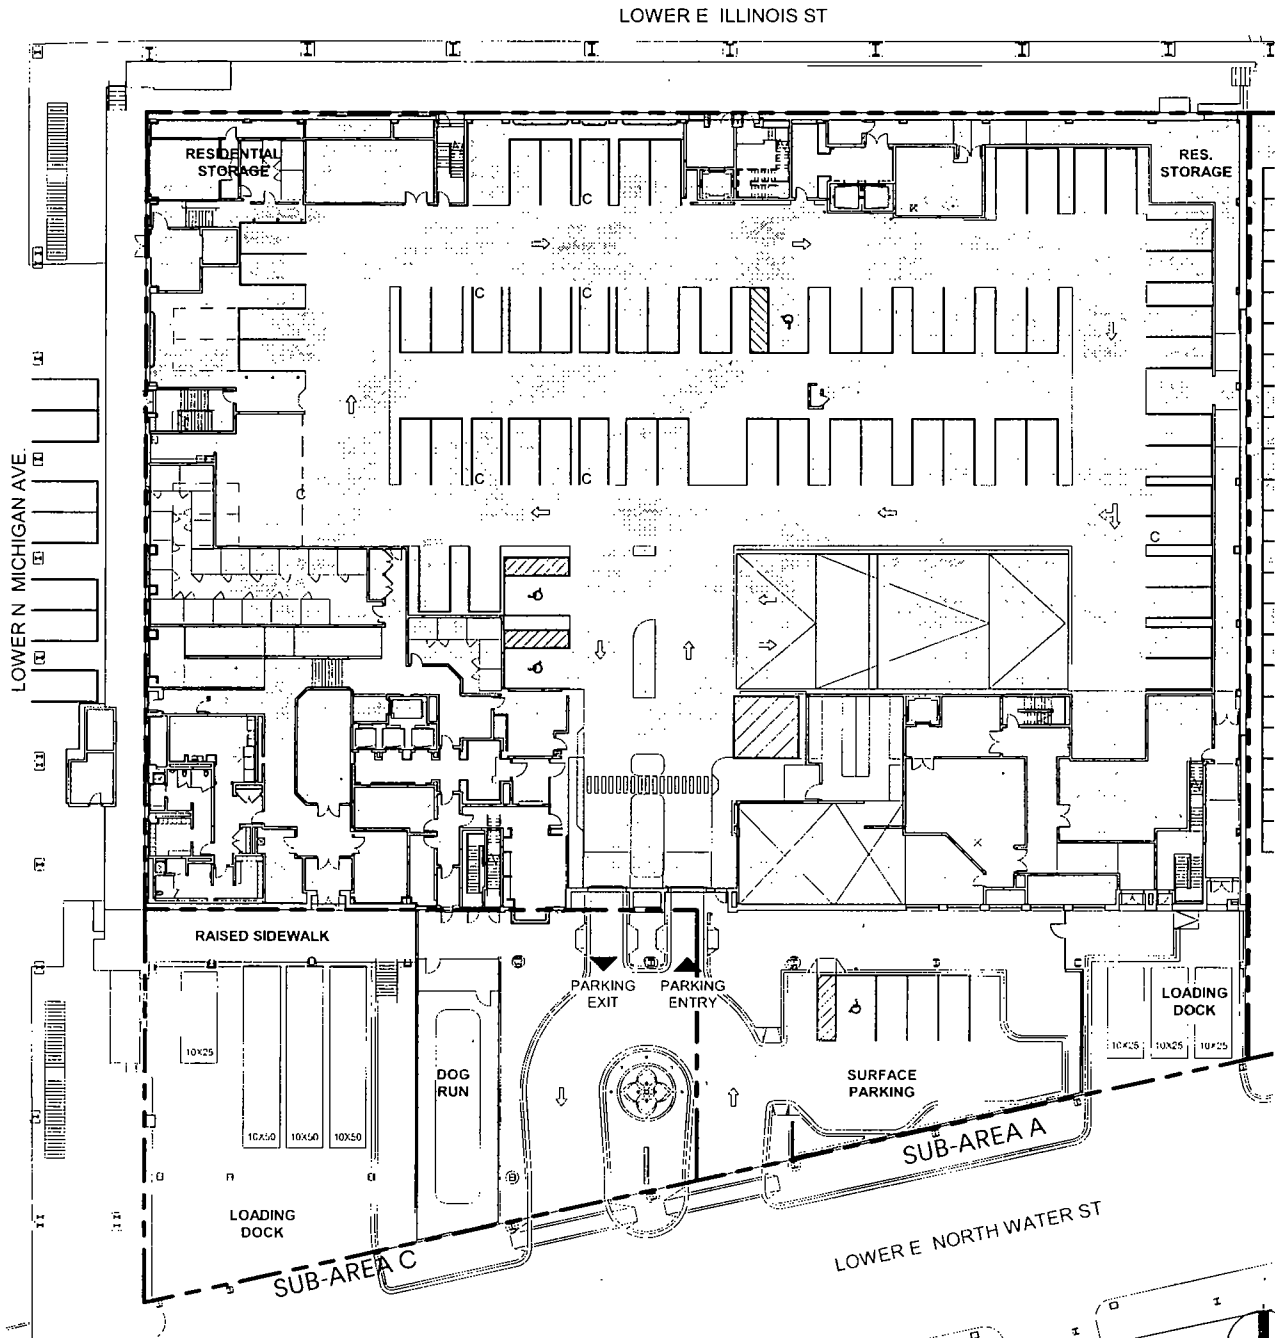 LOWER E ILLINOIS ST
RESIDENTIAL
STORAGE
RES.
STORAGE
C
C
C
C
C
C
C
LOWER N MICHIGAN AVE.
RAISED SIDEWALK
PARKING
EXIT
PARKING
ENTRY
LOADING
DOCK
10X25
10X25
10X25
10X25
DOG
RUN
SURFACE
PARKING
10X50
10X50
10X50
SUB-AREA A
LOADING
DOCK
LOWER E NORTH WATER ST
SUB-AREA C